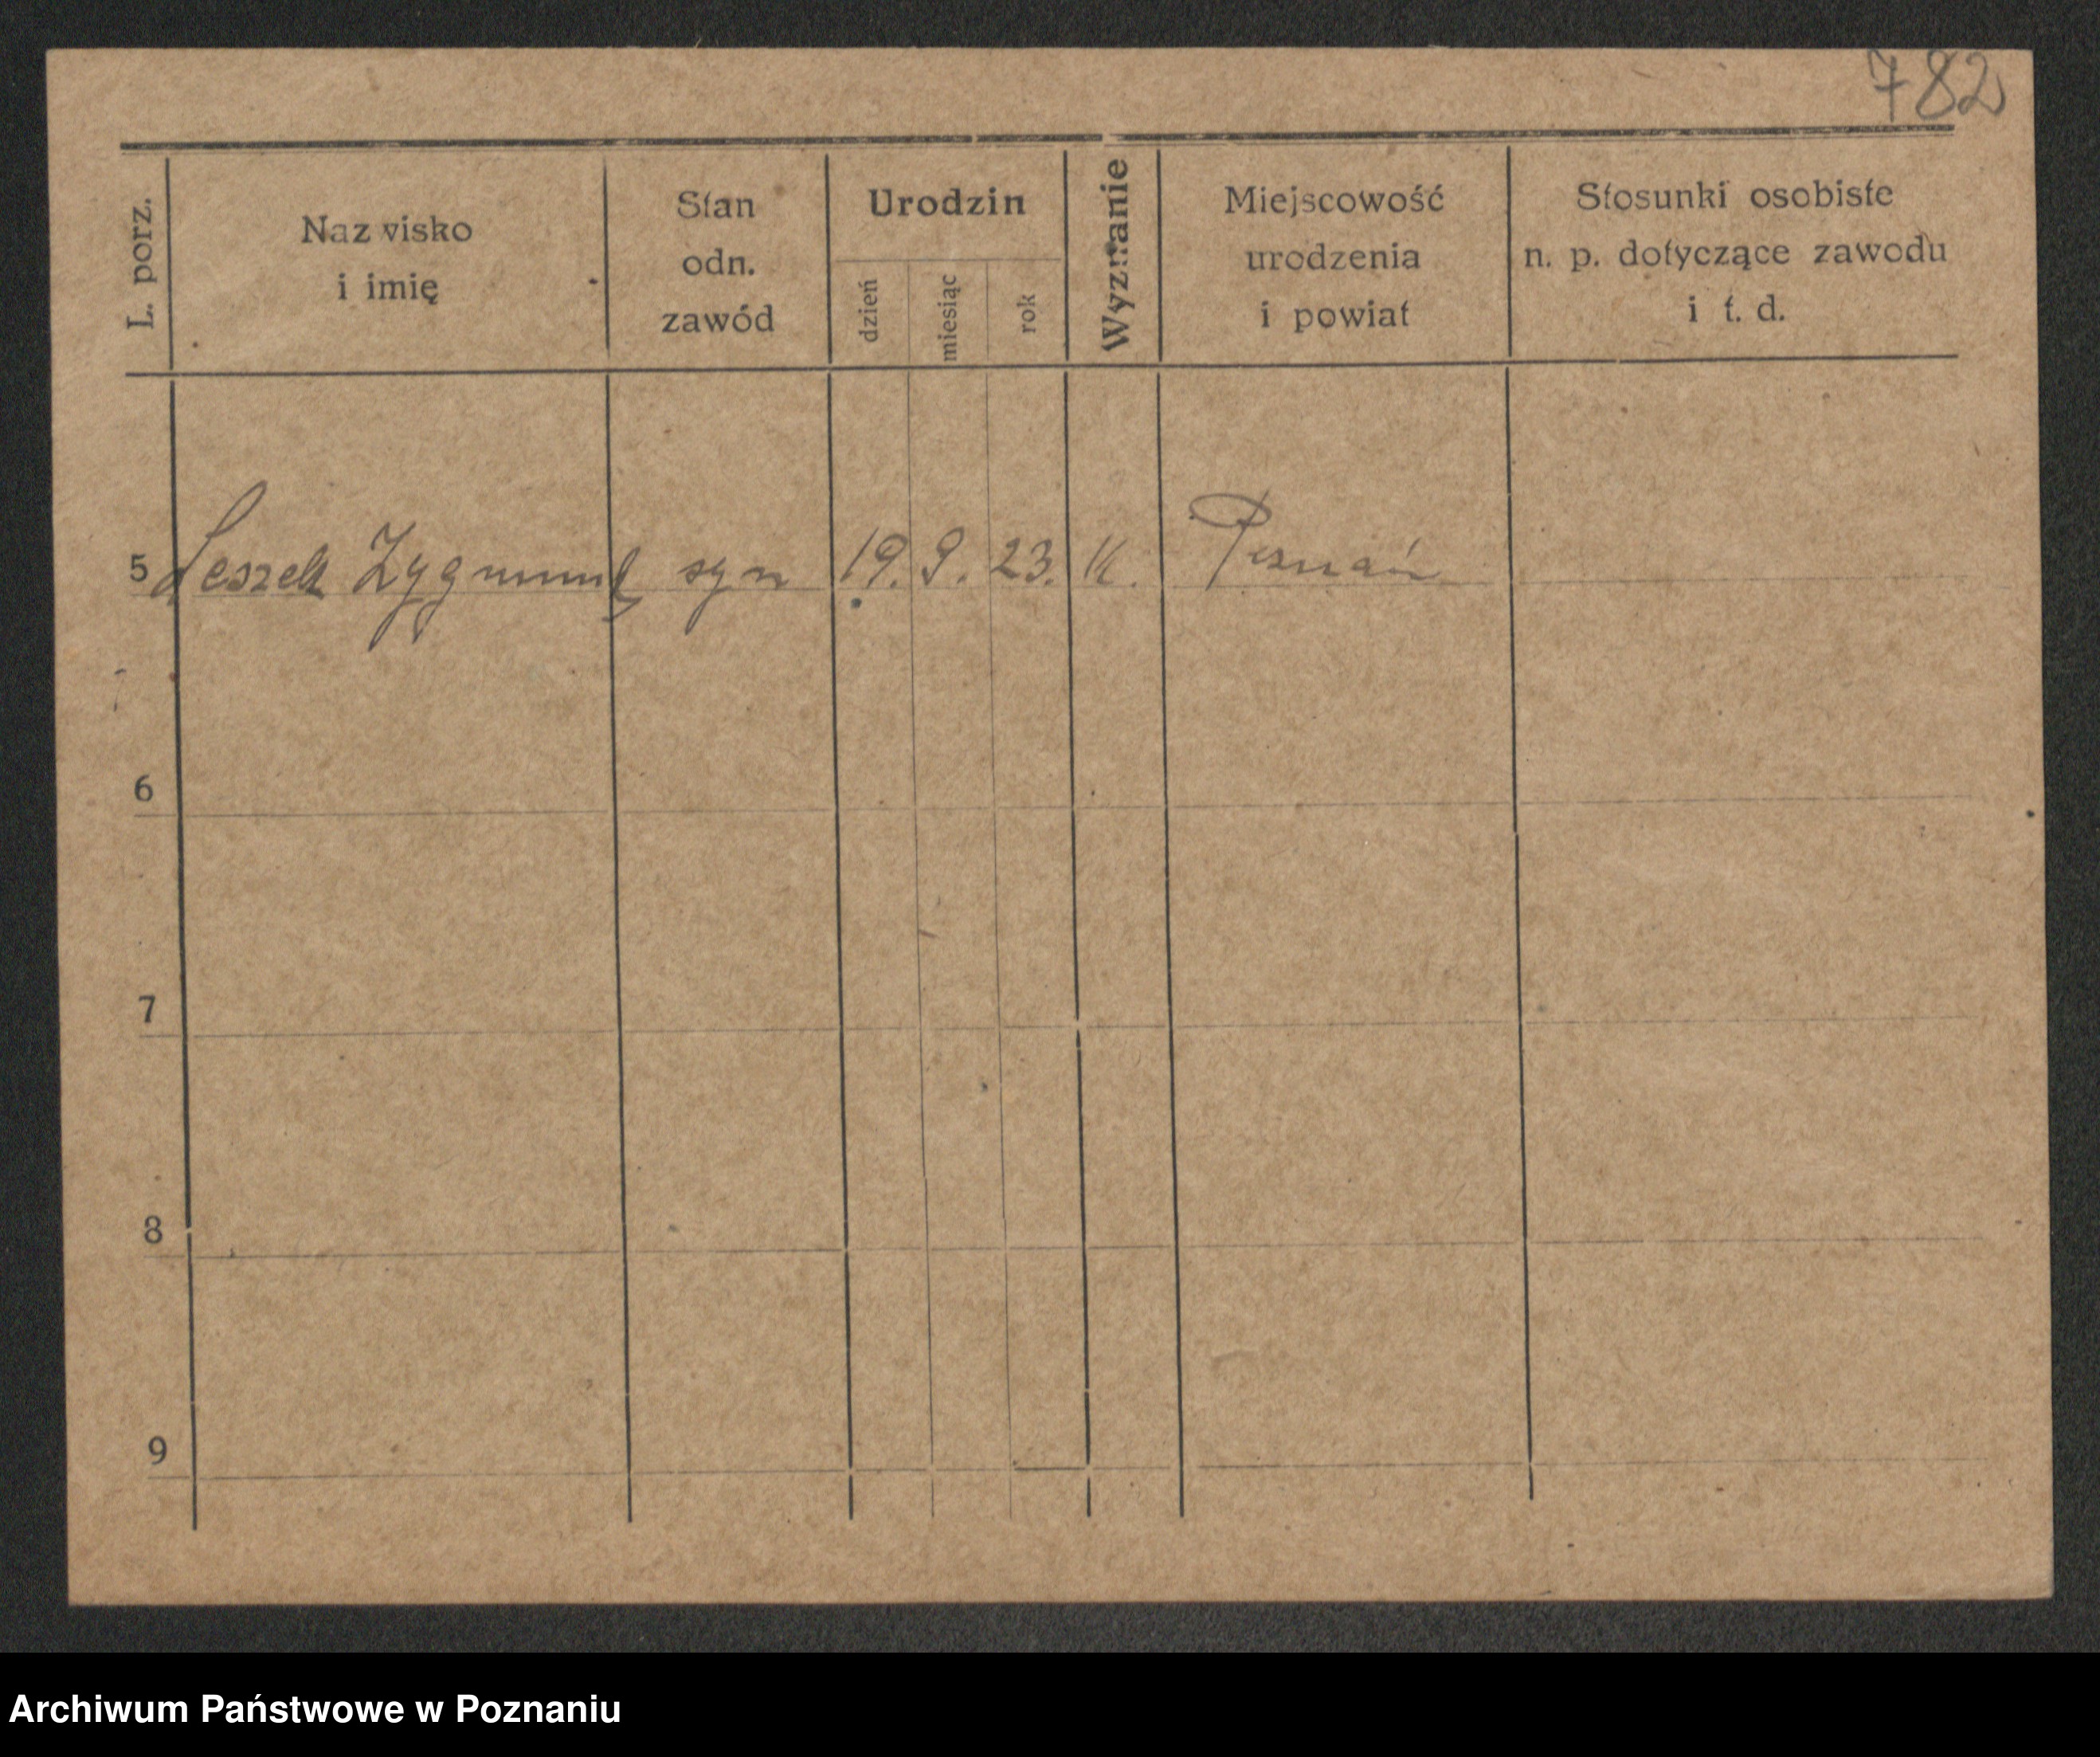 782
L. porz.
Nazwisko
i imię
Stan
odn.
zawód
Urodzin
dzień
miesiąc
rok
Wyznanie
Miejscowość
urodzenia
i powiat
Stosunki osobiste
n. p. dotyczące zawodu
i t. d.
5 Leszek Zygmunt syn 19. 9. 23. K. Poznań
6
7
8
9
Archiwum Państwowe w Poznaniu